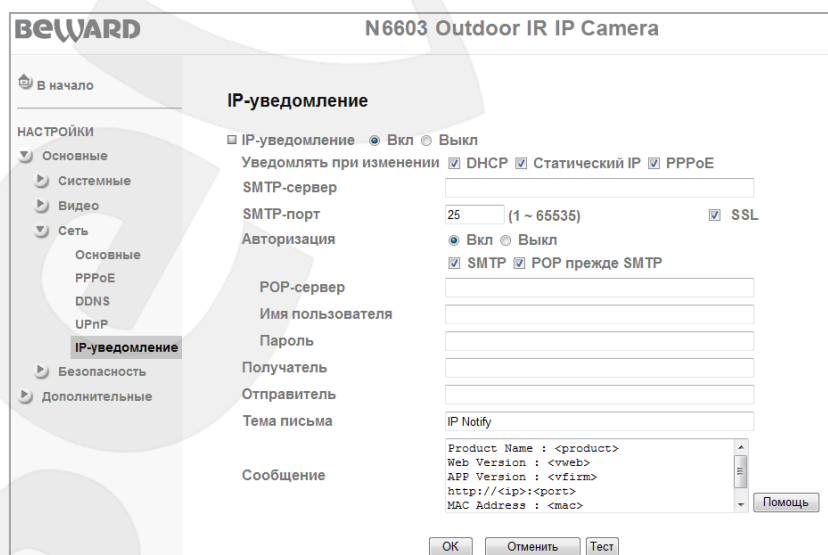 BEWARD
N6603 Outdoor IR IP Camera
В начало
НАСТРОЙКИ
Основные
Системные
Видео
Сеть
Основные
PPPoE
DDNS
UPnP
IP-уведомление
Безопасность
Дополнительные
IP-уведомление
IP-уведомление Вкл Выкл
Уведомлять при изменении DHCP Статический IP PPPoE
SMTP-сервер
SMTP-порт 25 (1 ~ 65535) SSL
Авторизация Вкл Выкл
SMTP POP прежде SMTP
POP-сервер
Имя пользователя
Пароль
Получатель
Отправитель
Тема письма IP Notify
Сообщение
Product Name : <product>
Web Version : <vweb>
APP Version : <vfirm>
http://<ip>:<port>
MAC Address : <mac>
Помощь
OK Отменить Тест